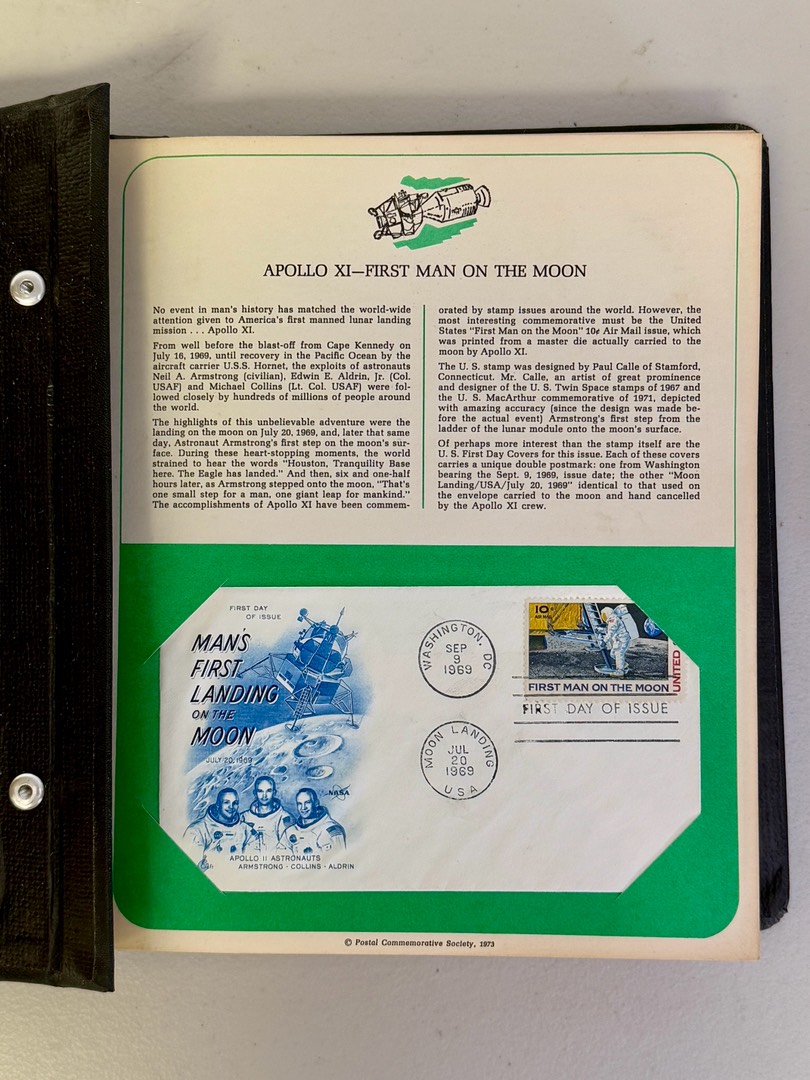 APOLLO XI—FIRST MAN ON THE MOON
No event in man's history has matched the world-wide
attention given to America's first manned lunar landing
mission . . . Apollo XI.
From well before the blast-off from Cape Kennedy on
July 16, 1969, until recovery in the Pacific Ocean by the
aircraft carrier U.S.S. Hornet, the exploits of astronauts
Neil A. Armstrong (civilian), Edwin E. Aldrin, Jr. (Col.
USAF) and Michael Collins (Lt. Col. USAF) were fol-
lowed closely by hundreds of millions of people around
the world.
The highlights of this unbelievable adventure were the
landing on the moon on July 20, 1969, and, later that same
day, Astronaut Armstrong's first step on the moon's sur-
face. During these heart-stopping moments, the world
strained to hear the words "Houston, Tranquility Base
here. The Eagle has landed." And then, six and one-half
hours later, as Armstrong stepped onto the moon, "That's
one small step for a man, one giant leap for mankind."
The accomplishments of Apollo XI have been commem-
orated by stamp issues around the world. However, the
most interesting commemorative must be the United
States "First Man on the Moon" 10¢ Air Mail issue, which
was printed from a master die actually carried to the
moon by Apollo XI.
The U. S. stamp was designed by Paul Calle of Stamford,
Connecticut. Mr. Calle, an artist of great prominence
and designer of the U. S. Twin Space stamps of 1967 and
the U. S. MacArthur commemorative of 1971, depicted
with amazing accuracy (since the design was made be-
fore the actual event) Armstrong's first step from the
ladder of the lunar module onto the moon's surface.
Of perhaps more interest than the stamp itself are the
U. S. First Day Covers for this issue. Each of these covers
carries a unique double postmark: one from Washington
bearing the Sept. 9, 1969, issue date; the other "Moon
Landing/USA/July 20, 1969" identical to that used on
the envelope carried to the moon and hand cancelled
by the Apollo XI crew.
FIRST DAY
OF ISSUE
MAN'S
FIRST
LANDING
ON THE
MOON
JULY 20, 1969
NASA
APOLLO 11 ASTRONAUTS
ARMSTRONG · COLLINS · ALDRIN
WASHINGTON, DC
SEP
9
1969
MOON LANDING
JUL
20
1969
USA
10¢
UNITED
FIRST MAN ON THE MOON
FIRST DAY OF ISSUE
© Postal Commemorative Society, 1973